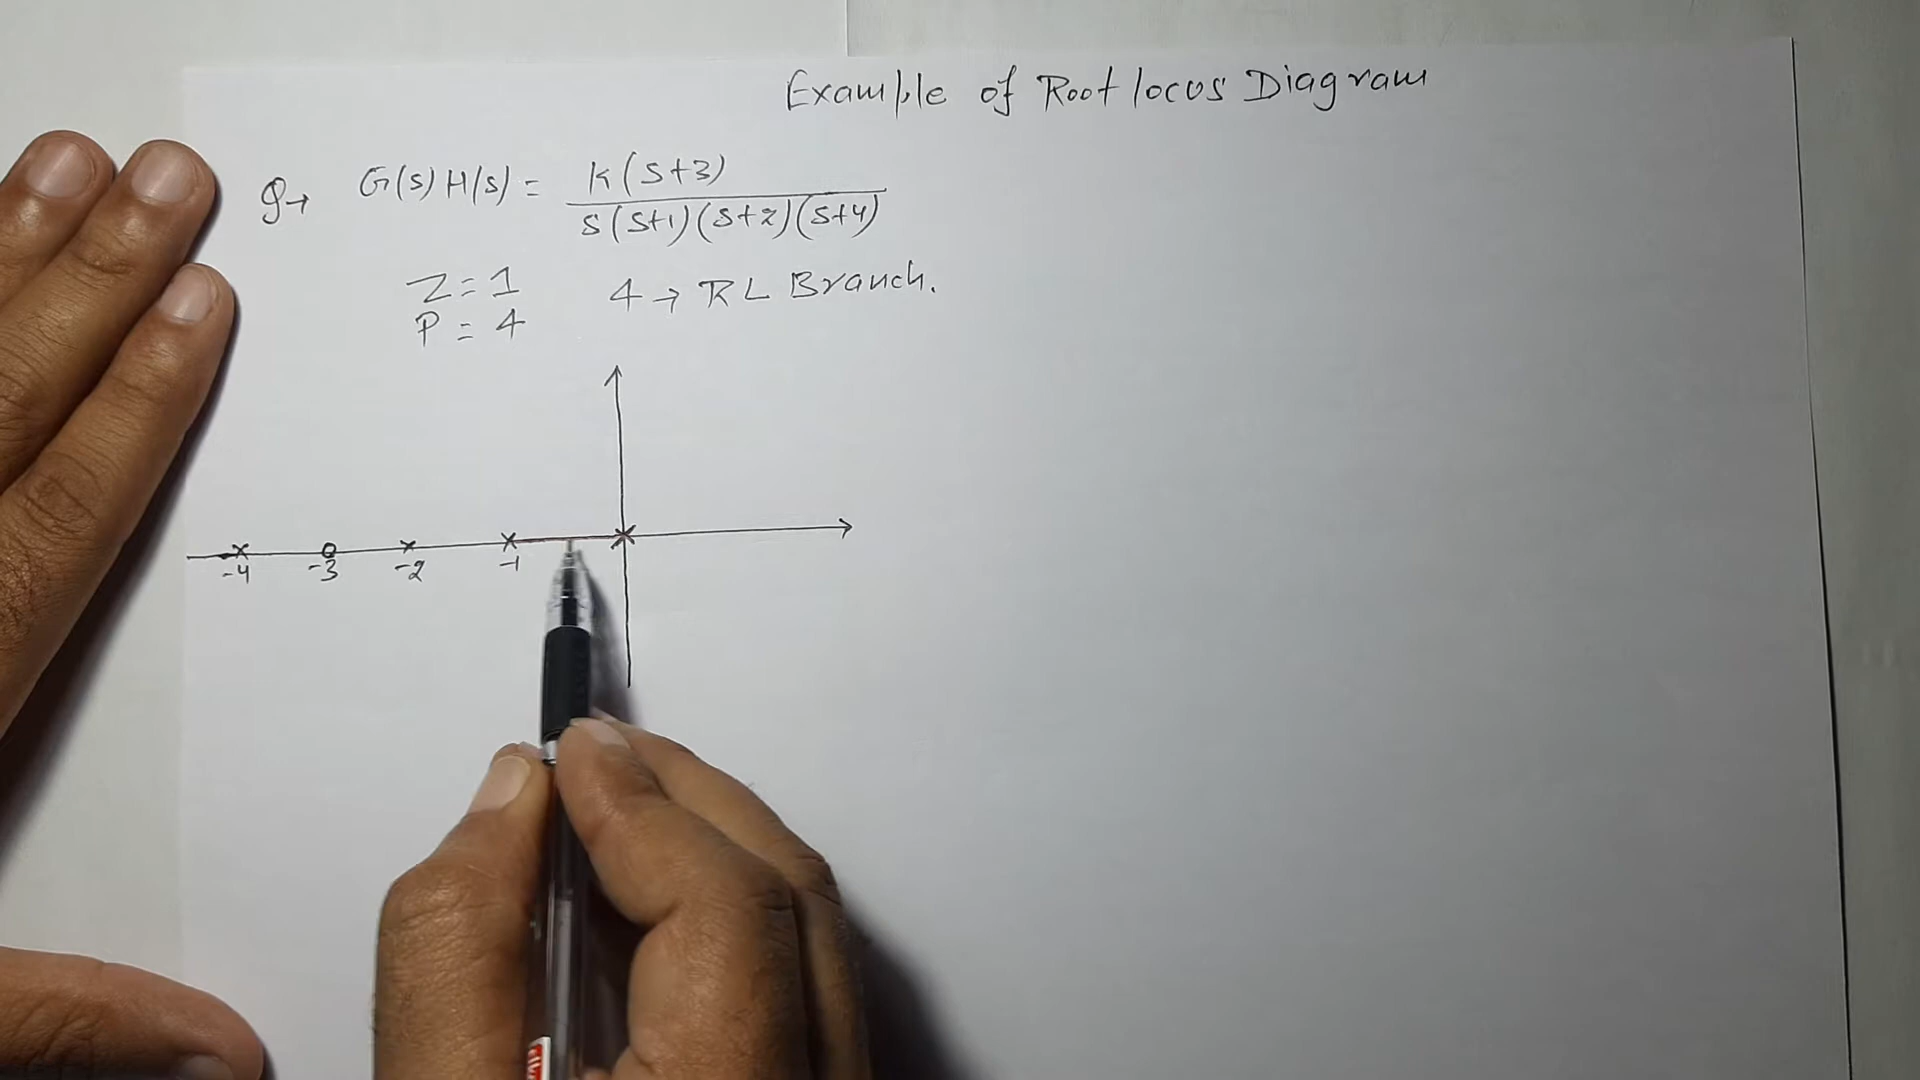 Example of Root locus Diagram
Q→ G(s) H(s) = K(s+3)
s(s+1)(s+2)(s+4)
Z = 1 4 → RL Branch.
P = 4
-4 -3 -2 -1